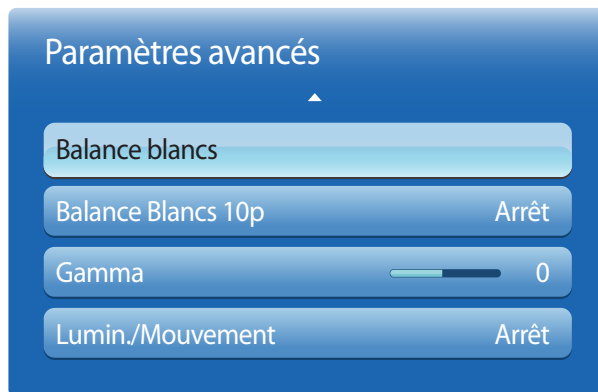 Paramètres avancés
Balance blancs
Balance Blancs 10p Arrêt
Gamma 0
Lumin./Mouvement Arrêt